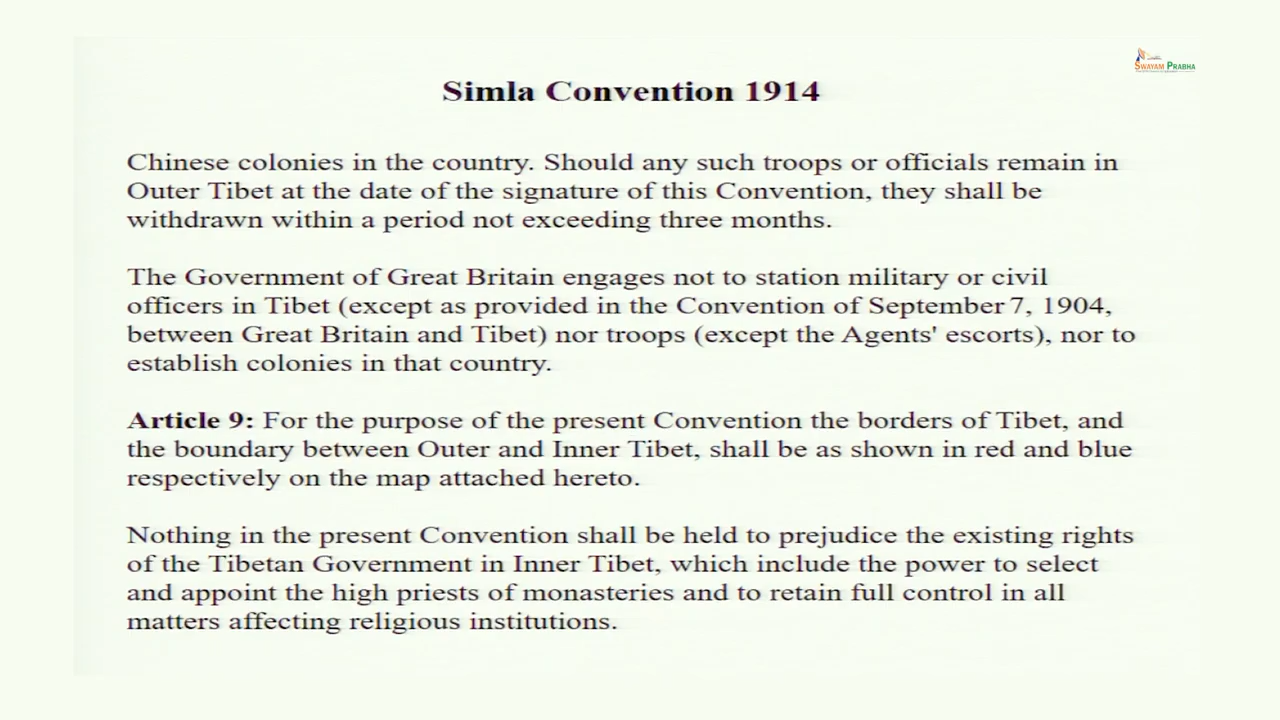 SWAYAM PRABHA
Simla Convention 1914
Chinese colonies in the country. Should any such troops or officials remain in
Outer Tibet at the date of the signature of this Convention, they shall be
withdrawn within a period not exceeding three months.
The Government of Great Britain engages not to station military or civil
officers in Tibet (except as provided in the Convention of September 7, 1904,
between Great Britain and Tibet) nor troops (except the Agents' escorts), nor to
establish colonies in that country.
Article 9: For the purpose of the present Convention the borders of Tibet, and
the boundary between Outer and Inner Tibet, shall be as shown in red and blue
respectively on the map attached hereto.
Nothing in the present Convention shall be held to prejudice the existing rights
of the Tibetan Government in Inner Tibet, which include the power to select
and appoint the high priests of monasteries and to retain full control in all
matters affecting religious institutions.